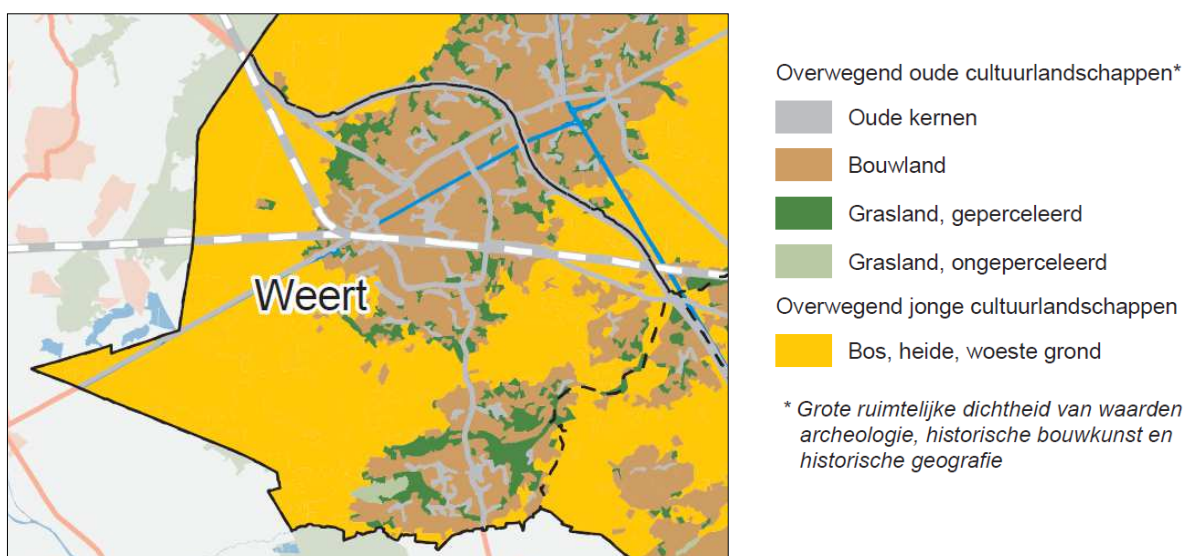 Weert
Overwegend oude cultuurlandschappen*
Oude kernen
Bouwland
Grasland, geperceleerd
Grasland, ongeperceleerd
Overwegend jonge cultuurlandschappen
Bos, heide, woeste grond
* Grote ruimtelijke dichtheid van waarden
archeologie, historische bouwkunst en
historische geografie